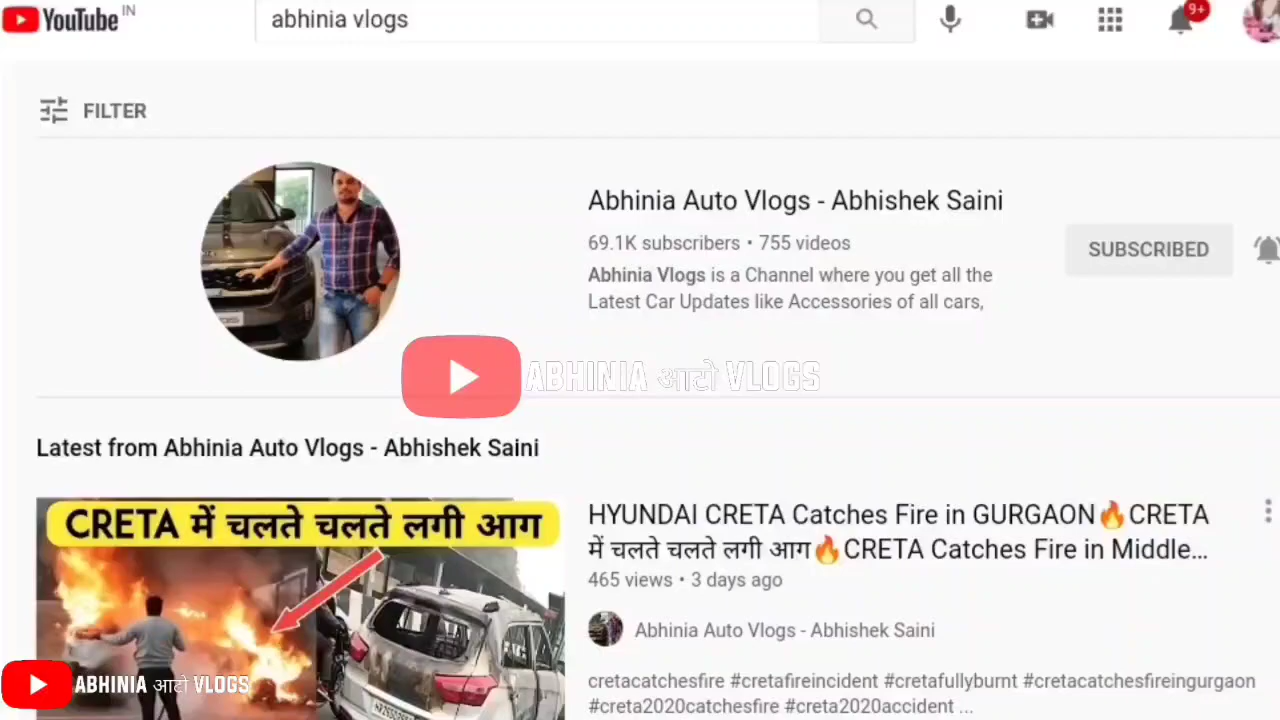 YouTube IN
abhinia vlogs
9+
FILTER
Abhinia Auto Vlogs - Abhishek Saini
69.1K subscribers • 755 videos
SUBSCRIBED
Abhinia Vlogs is a Channel where you get all the
Latest Car Updates like Accessories of all cars,
ABHINIA आटो VLOGS
Latest from Abhinia Auto Vlogs - Abhishek Saini
CRETA में चलते चलते लगी आग
HYUNDAI CRETA Catches Fire in GURGAON🔥CRETA
में चलते चलते लगी आग🔥CRETA Catches Fire in Middle...
465 views • 3 days ago
Abhinia Auto Vlogs - Abhishek Saini
cretacatchesfire #cretafireincident #cretafullyburnt #cretacatchesfireingurgaon
#creta2020catchesfire #creta2020accident ...
ABHINIA आटो VLOGS